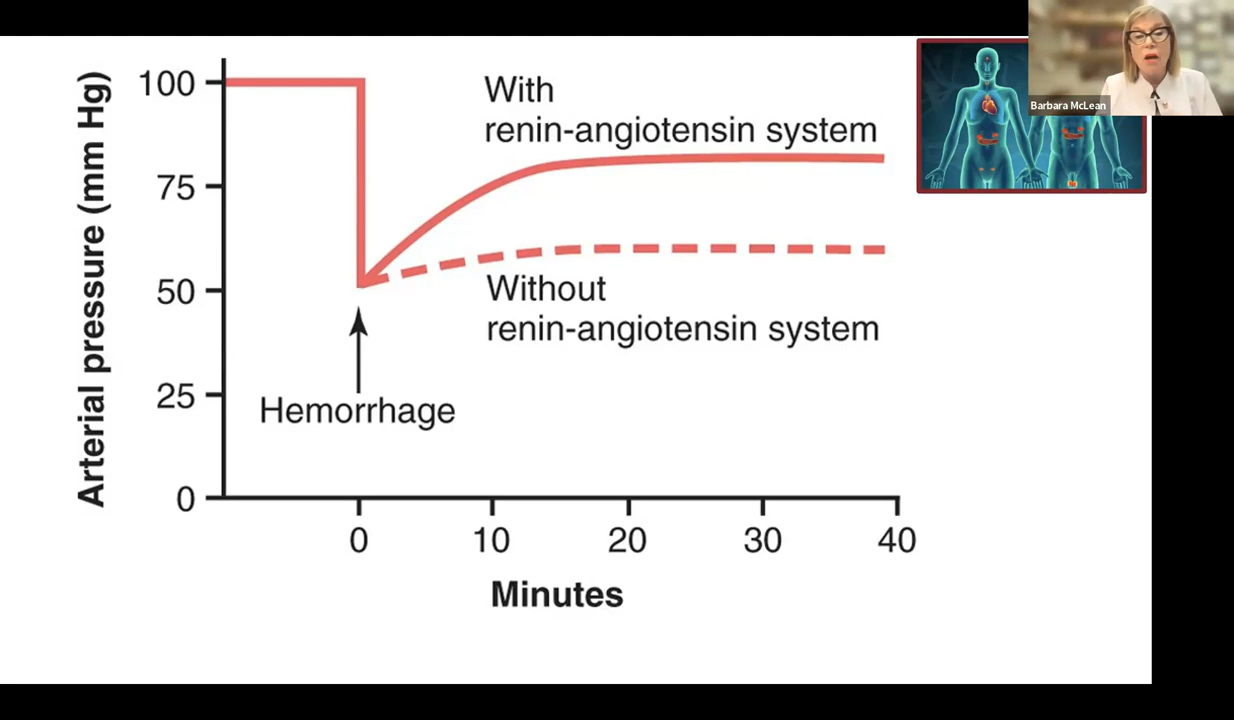 Barbara McLean
Arterial pressure (mm Hg)
100
75
50
25
0
With
renin-angiotensin system
Without
renin-angiotensin system
Hemorrhage
0 10 20 30 40
Minutes